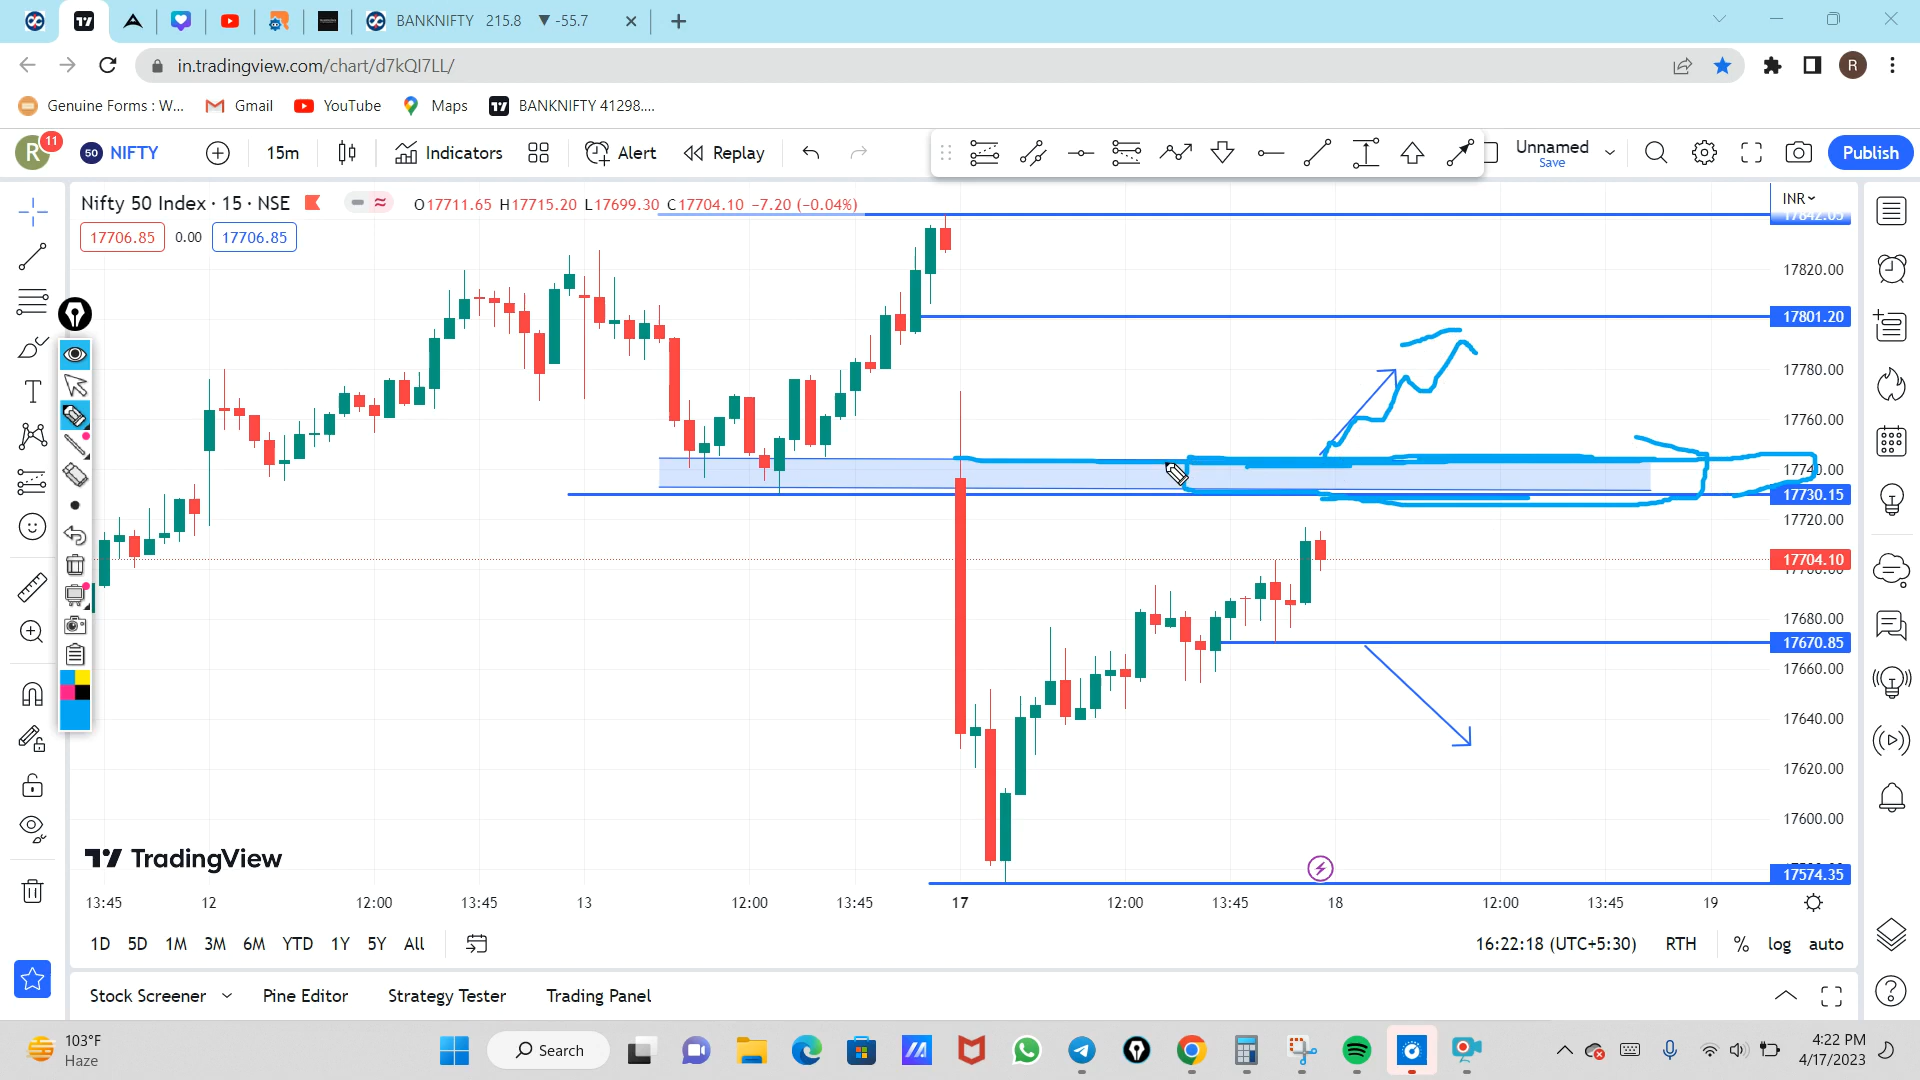 BANKNIFTY 215.8 ▼ -55.7
in.tradingview.com/chart/d7kQI7LL/
R
Genuine Forms : W...
Gmail
YouTube
Maps
BANKNIFTY 41298....
R
11
50
NIFTY
15m
Indicators
Alert
Replay
Unnamed
Save
Publish
Nifty 50 Index · 15 · NSE
O17711.65 H17715.20 L17699.30 C17704.10 −7.20 (−0.04%)
17706.85
0.00
17706.85
INR
17842.05
17820.00
17801.20
17780.00
17760.00
17740.00
17730.15
17720.00
17704.10
17700.00
17680.00
17670.85
17660.00
17640.00
17620.00
17600.00
17574.35
TradingView
13:45
12
12:00
13:45
13
12:00
13:45
17
12:00
13:45
18
12:00
13:45
19
1D
5D
1M
3M
6M
YTD
1Y
5Y
All
16:22:18 (UTC+5:30)
RTH
%
log
auto
Stock Screener
Pine Editor
Strategy Tester
Trading Panel
103°F
Haze
Search
4:22 PM
4/17/2023